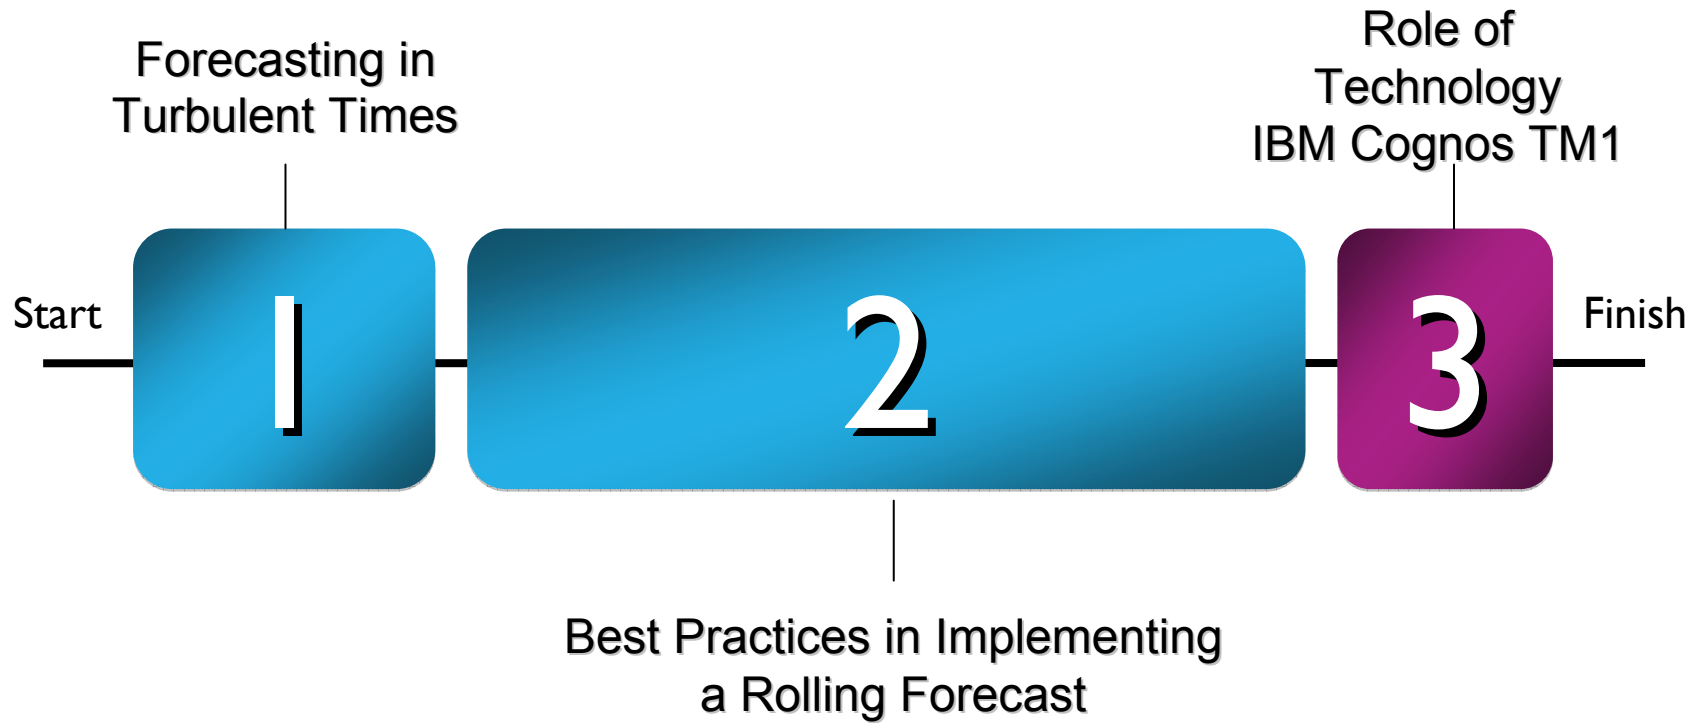 Forecasting in
Turbulent Times
Role of
Technology
IBM Cognos TM1
Start
1
2
3
Finish
Best Practices in Implementing
a Rolling Forecast